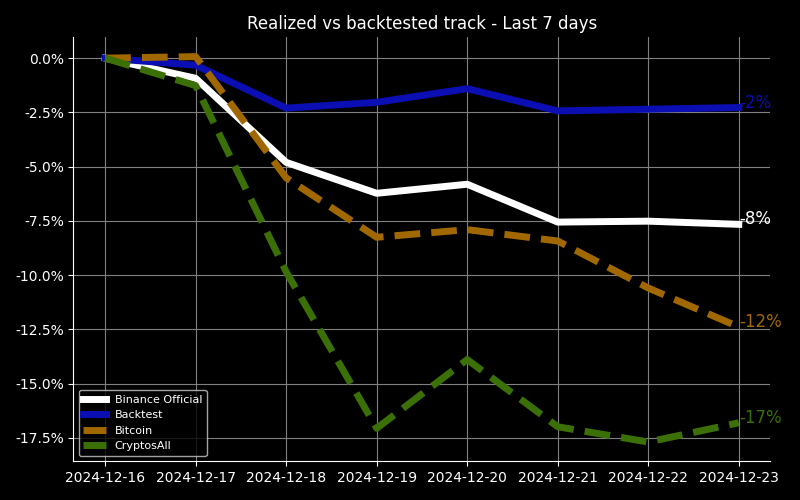 Realized vs backtested track - Last 7 days
0.0%
-2.5%
-5.0%
-7.5%
-10.0%
-12.5%
-15.0%
-17.5%
-2%
-8%
-12%
-17%
Binance Official
Backtest
Bitcoin
CryptosAll
2024-12-16 2024-12-17 2024-12-18 2024-12-19 2024-12-20 2024-12-21 2024-12-22 2024-12-23